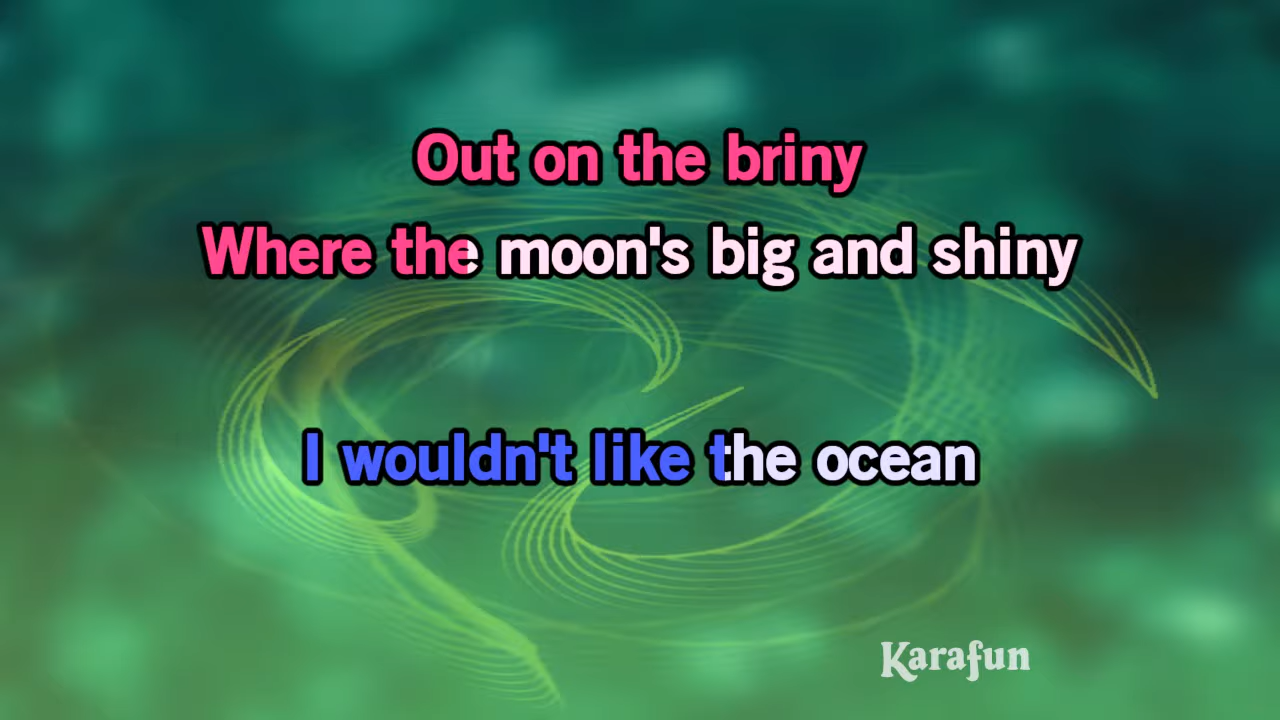 Out on the briny
Where the moon's big and shiny
I wouldn't like the ocean
Karafun